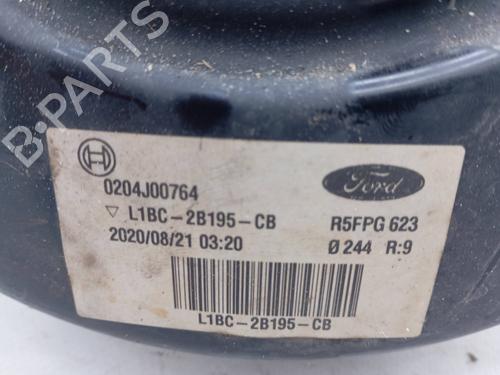 B-PARTS
0204J00764
Ford
▽ L1BC-2B195-CB
R5FPG 623
2020/08/21 03:20
Ø 244 R:9
L1BC-2B195-CB